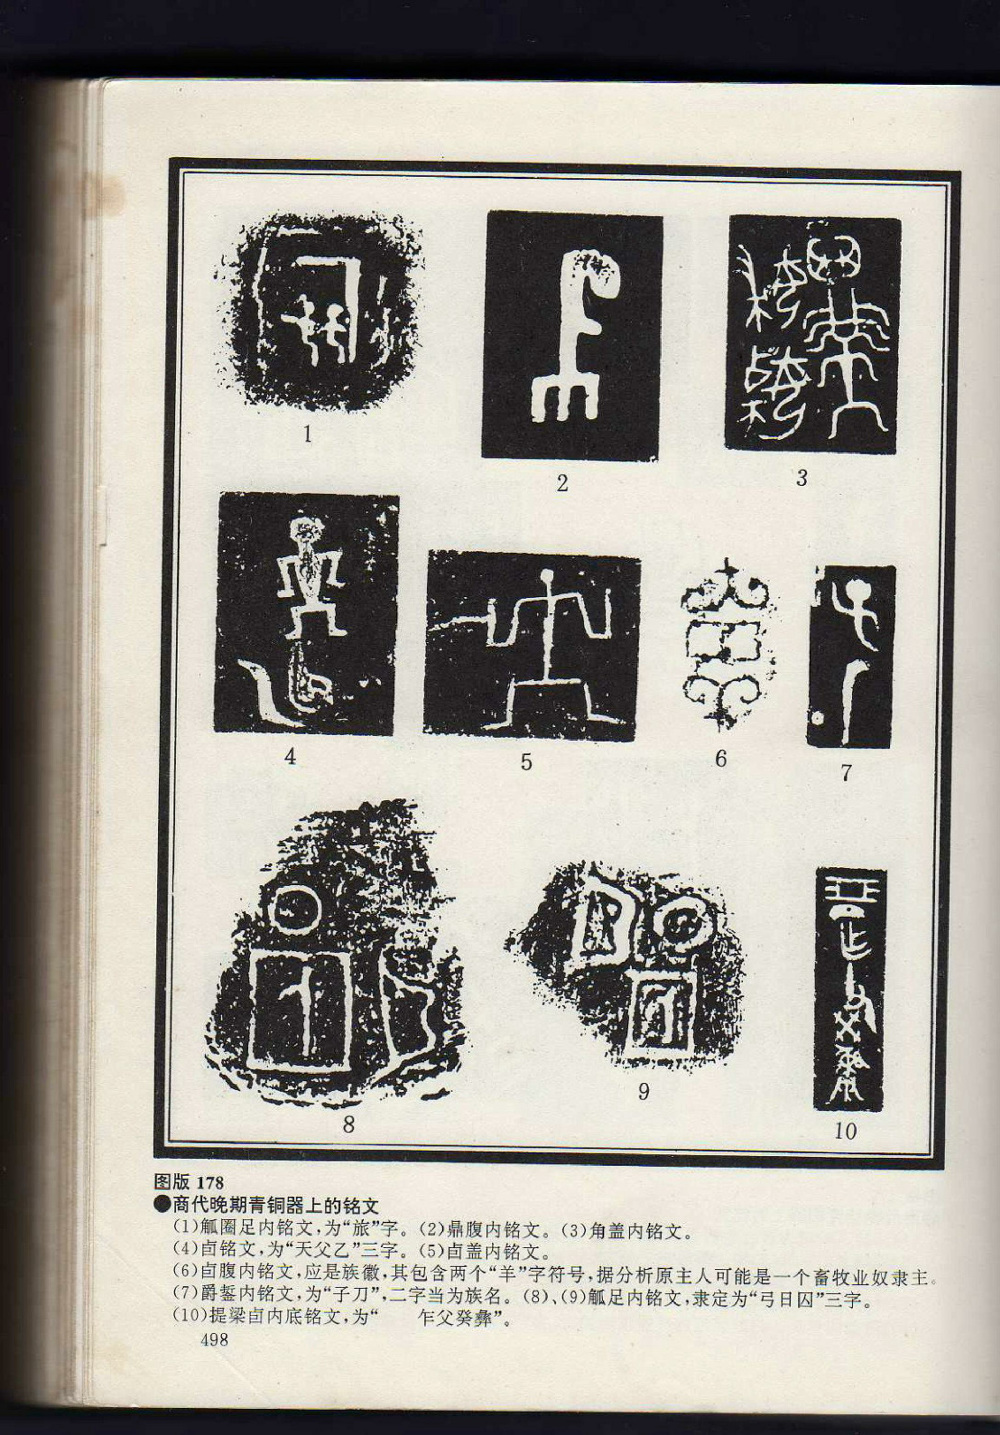 1
2
3
4
5
6
7
8
9
10
图版 178
●商代晚期青铜器上的铭文
(1)觚圈足内铭文,为“旅”字。(2)鼎腹内铭文。(3)角盖内铭文。
(4)卣铭文,为“天父乙”三字。(5)卣盖内铭文。
(6)卣腹内铭文,应是族徽,其包含两个“羊”字符号,据分析原主人可能是一个畜牧业奴隶主。
(7)爵錾内铭文,为“子刀”,二字当为族名。(8)、(9)觚足内铭文,隶定为“弓日囚”三字。
(10)提梁卣内底铭文,为“　　乍父癸彝”。
498